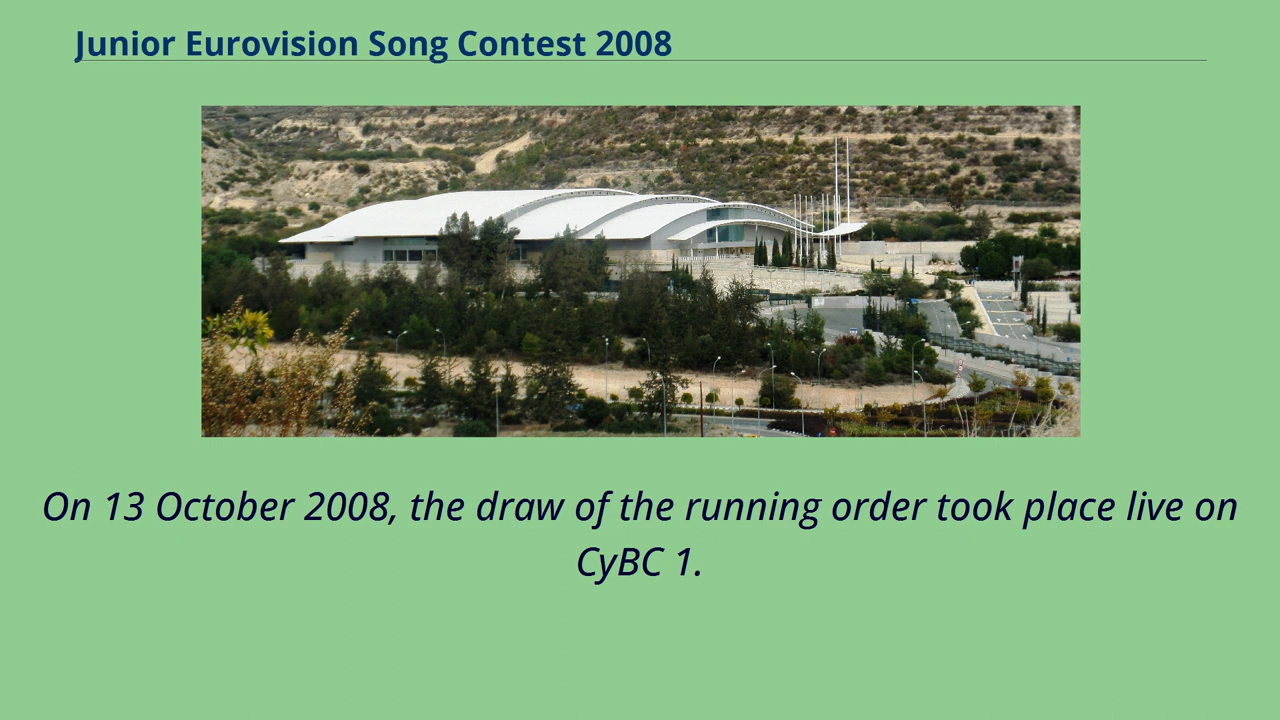 Junior Eurovision Song Contest 2008
On 13 October 2008, the draw of the running order took place live on
CyBC 1.